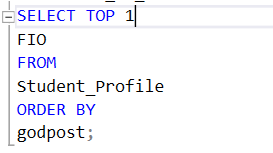 SELECT TOP 1
FIO
FROM
Student_Profile
ORDER BY
godpost;